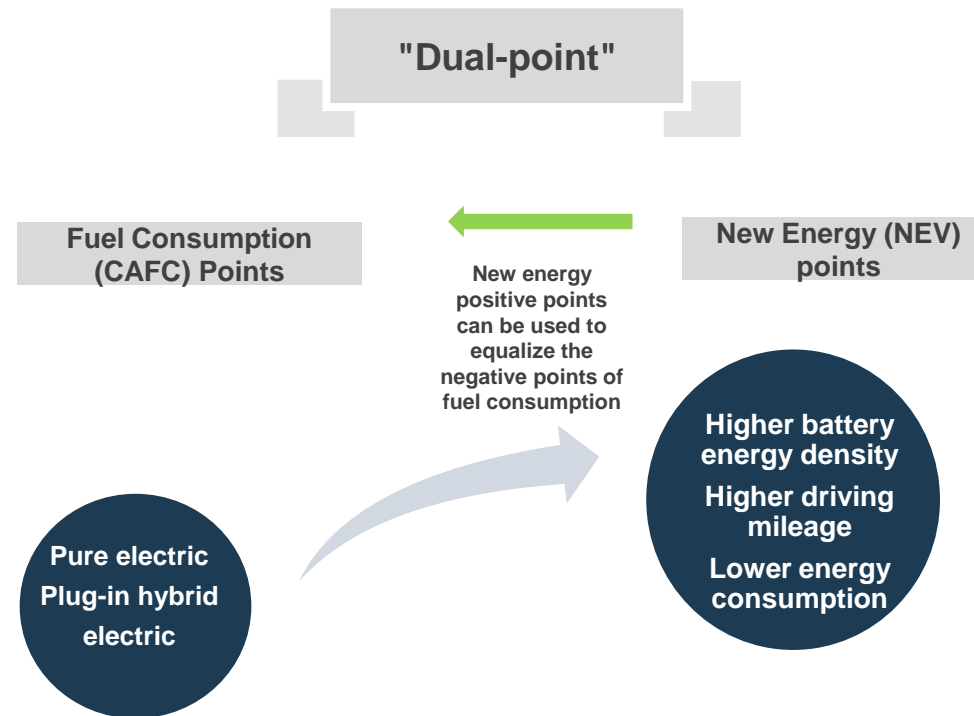 "Dual-point"
Fuel Consumption
(CAFC) Points
New Energy (NEV)
points
New energy
positive points
can be used to
equalize the
negative points of
fuel consumption
Pure electric
Plug-in hybrid
electric
Higher battery
energy density
Higher driving
mileage
Lower energy
consumption